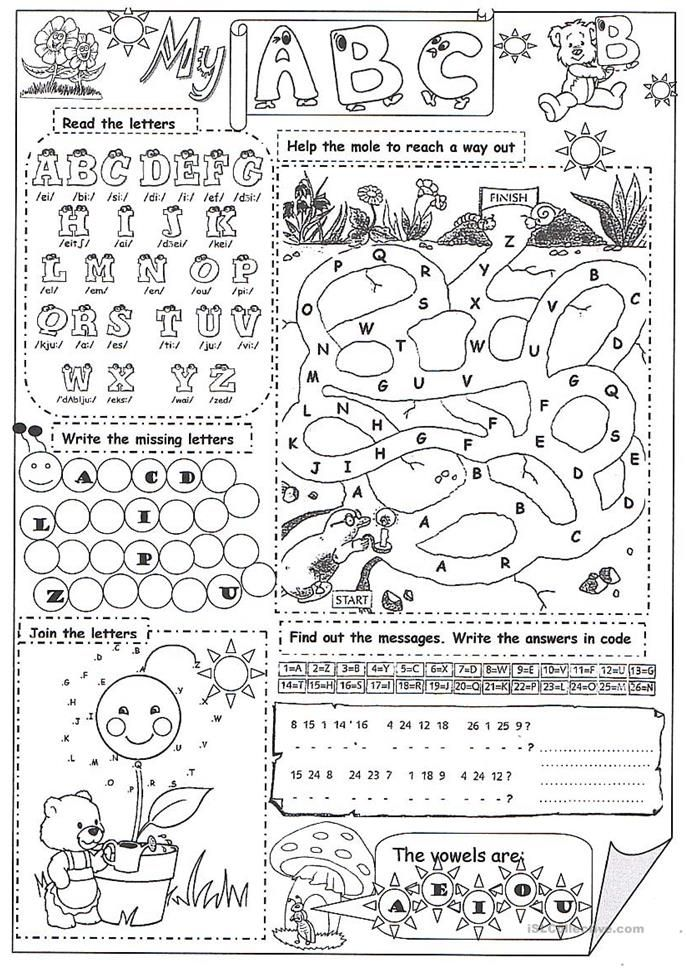 My ABC
B
Read the letters
A B C D E F G
/ei/ /bi:/ /si:/ /di:/ /i:/ /ef/ /dʒi:/
H I J K
/eitʃ/ /ai/ /dʒei/ /kei/
L M N O P
/el/ /em/ /en/ /ou/ /pi:/
Q R S T U V
/kju:/ /a:/ /es/ /ti:/ /ju:/ /vi:/
W X Y Z
/'dʌblju:/ /eks:/ /wai/ /zed/
Help the mole to reach a way out
FINISH
Z
P Q R Y B
O S X V C
N W T W U D
M G U V G Q
L N H F F S
K H G F E E
J I B D
A B D
A C
A R
START
Write the missing letters
A C D
L I
P
Z U
Join the letters
D C B
A Z
G F E
H Y X
J I W
K U V
L M N Q
O P R S T
Find out the messages. Write the answers in code
1=A 2=Z 3=B 4=Y 5=C 6=X 7=D 8=W 9=E 10=V 11=F 12=U 13=G
14=T 15=H 16=S 17=I 18=R 19=J 20=Q 21=K 22=P 23=L 24=O 25=M 26=N
8 15 1 14 ' 16 4 24 12 18 26 1 25 9?
- - - - - - - - - - - - - ?
15 24 8 24 23 7 1 18 9 4 24 12?
- - - - - - - - - - - - ?
The vowels are:
A E I O U
iSLCollective.com